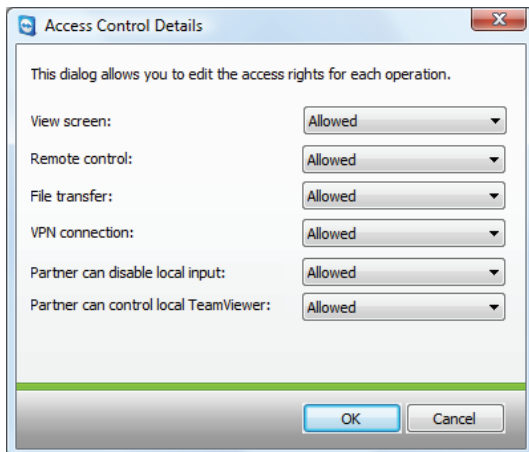 Access Control Details
This dialog allows you to edit the access rights for each operation.
View screen: Allowed
Remote control: Allowed
File transfer: Allowed
VPN connection: Allowed
Partner can disable local input: Allowed
Partner can control local TeamViewer: Allowed
OK Cancel